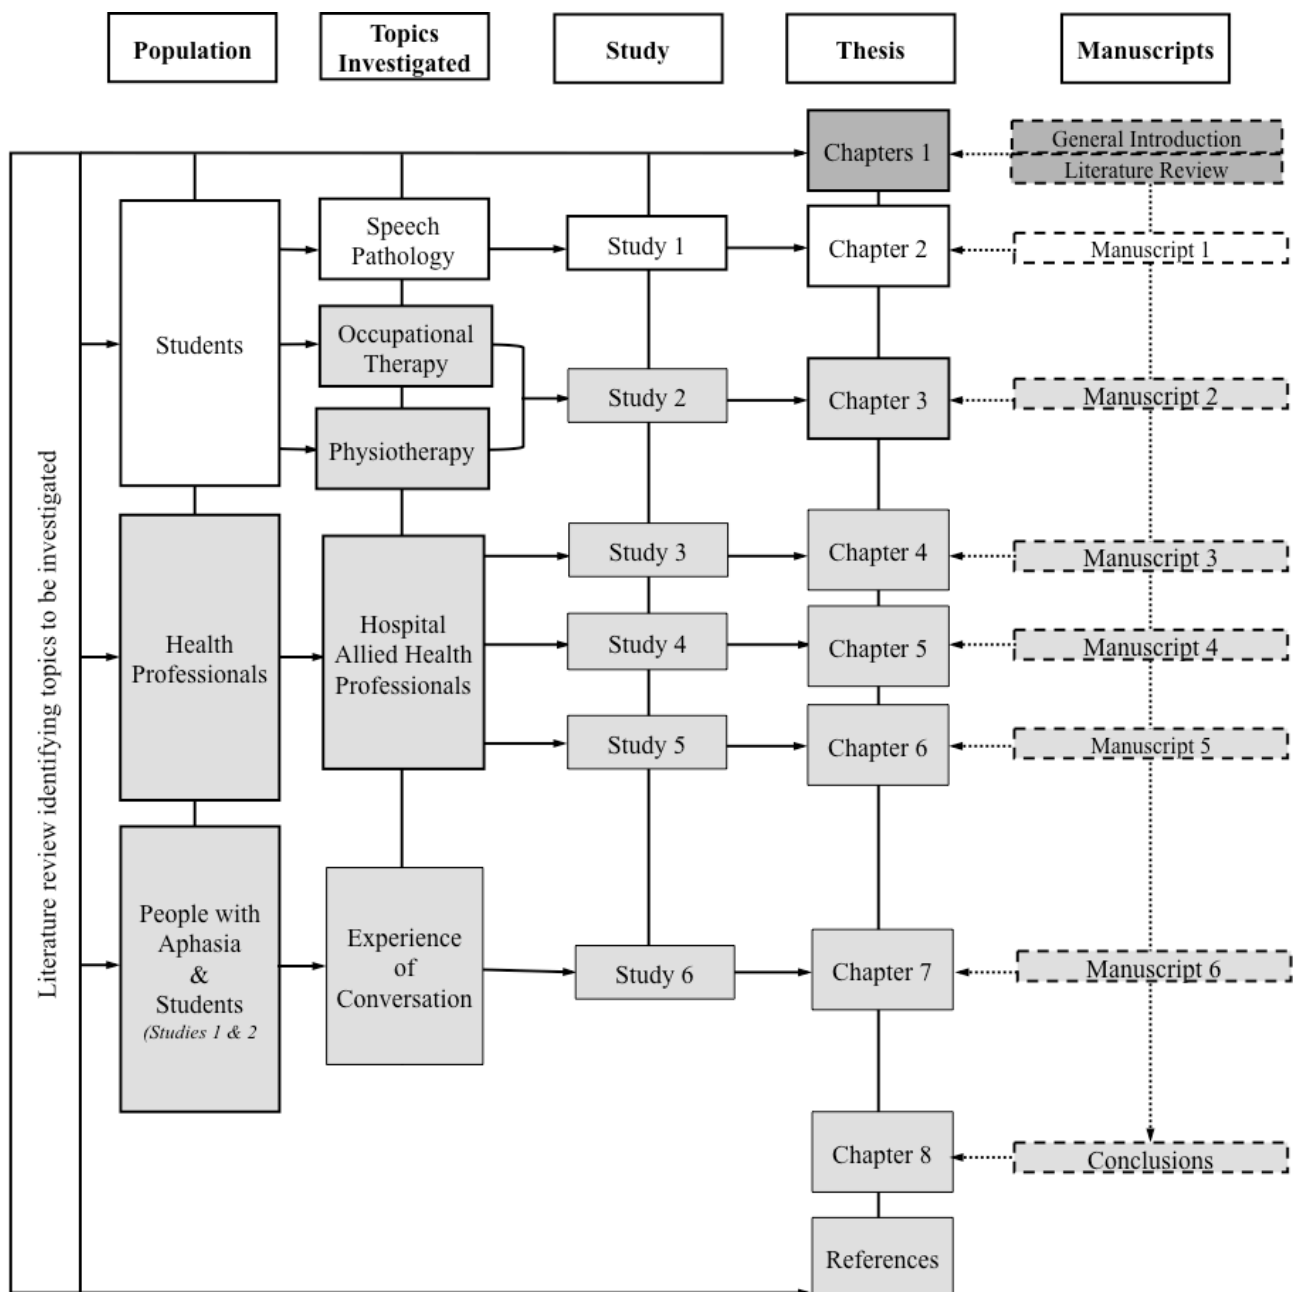 Population
Topics
Investigated
Study
Thesis
Manuscripts
Chapters 1
General Introduction
Literature Review
Students
Speech
Pathology
Study 1
Chapter 2
Manuscript 1
Occupational
Therapy
Physiotherapy
Study 2
Chapter 3
Manuscript 2
Literature review identifying topics to be investigated
Health
Professionals
Hospital
Allied Health
Professionals
Study 3
Chapter 4
Manuscript 3
Study 4
Chapter 5
Manuscript 4
Study 5
Chapter 6
Manuscript 5
People with
Aphasia
&
Students
(Studies 1 & 2
Experience
of
Conversation
Study 6
Chapter 7
Manuscript 6
Chapter 8
Conclusions
References